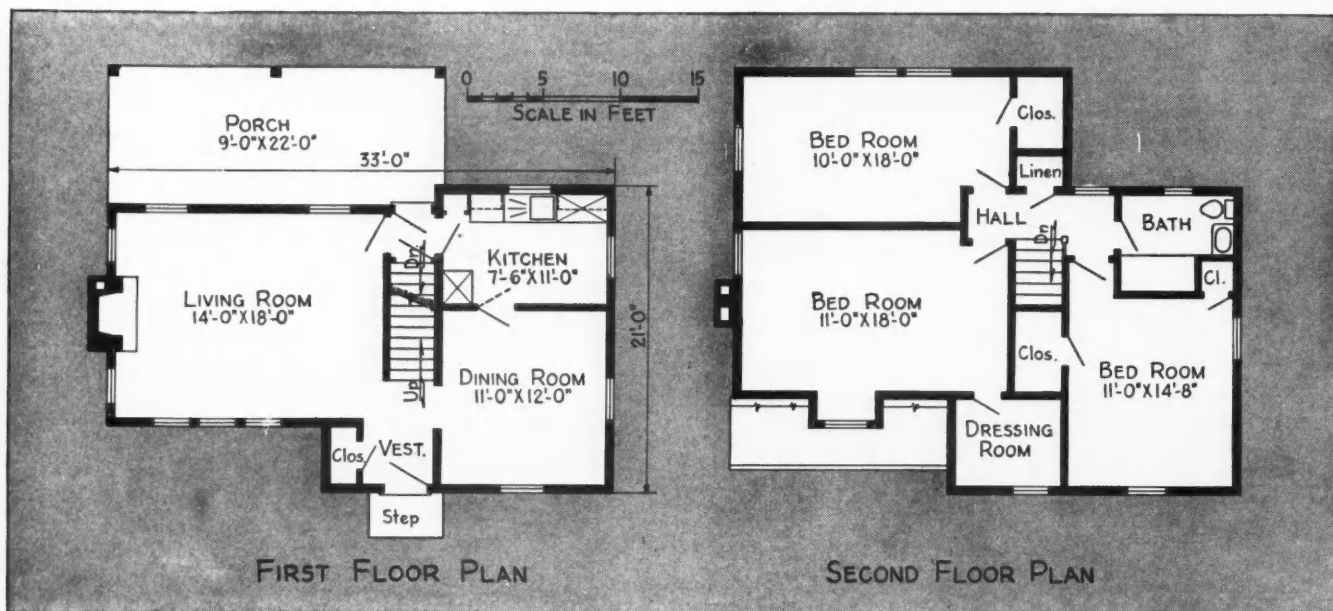 PORCH
9'-0"X22'-0"
33'-0"
0 5 10 15
SCALE IN FEET
LIVING ROOM
14'-0"X18'-0"
Dn
Up
KITCHEN
7'-6"X11'-0"
DINING ROOM
11'-0"X12'-0"
21'-0"
Clos.
VEST.
Step
FIRST FLOOR PLAN
BED ROOM
10'-0"X18'-0"
Clos.
Linen
HALL
Dn
BATH
Cl.
BED ROOM
11'-0"X18'-0"
Clos.
BED ROOM
11'-0"X14'-8"
DRESSING
ROOM
SECOND FLOOR PLAN